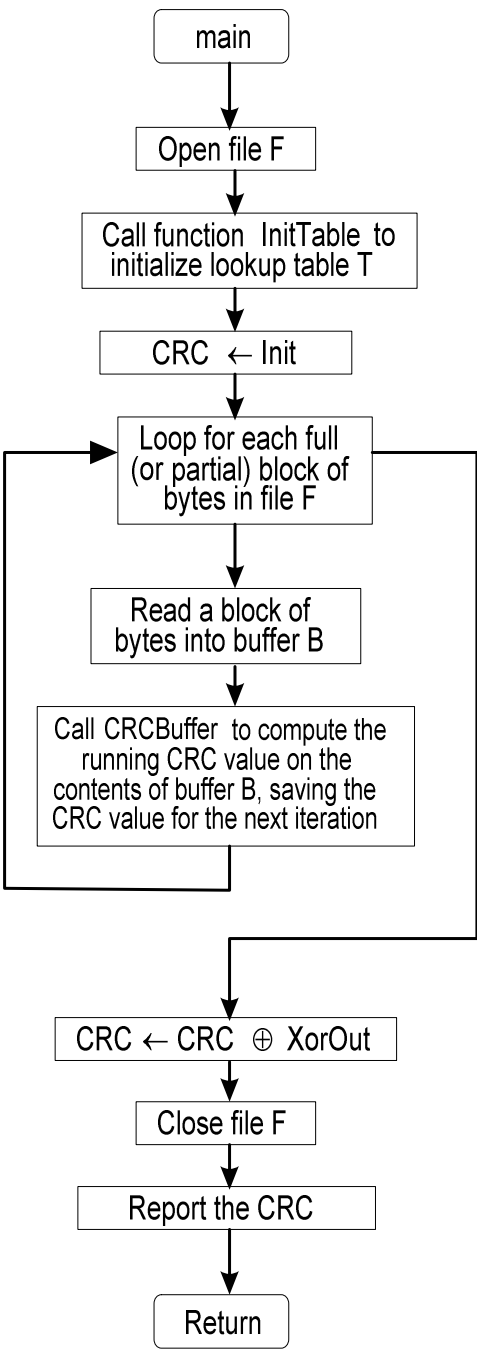 main
Open file F
Call function InitTable to
initialize lookup table T
CRC ← Init
Loop for each full
(or partial) block of
bytes in file F
Read a block of
bytes into buffer B
Call CRCBuffer to compute the
running CRC value on the
contents of buffer B, saving the
CRC value for the next iteration
CRC ← CRC ⊕ XorOut
Close file F
Report the CRC
Return